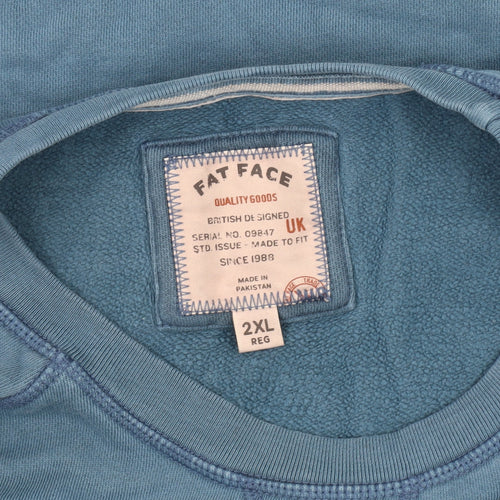 FAT FACE
QUALITY GOODS
BRITISH DESIGNED
SERIAL NO. 09847 UK
STD. ISSUE - MADE TO FIT
SINCE 1988
MADE IN
PAKISTAN
2XL
REG